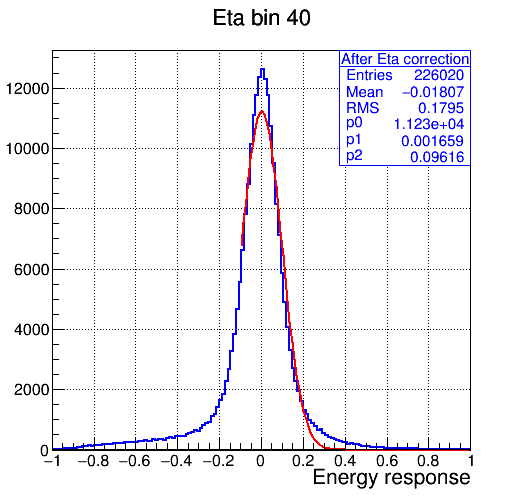 Eta bin 40
After Eta correction
Entries 226020
Mean −0.01807
RMS 0.1795
p0 1.123e+04
p1 0.001659
p2 0.09616
12000
10000
8000
6000
4000
2000
0
−1 −0.8 −0.6 −0.4 −0.2 0 0.2 0.4 0.6 0.8 1
Energy response